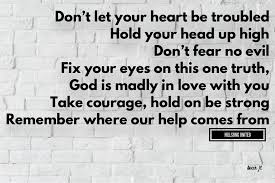 Don't let your heart be troubled
Hold your head up high
Don't fear no evil
Fix your eyes on this one truth,
God is madly in love with you
Take courage, hold on be strong
Remember where our help comes from
HILLSONG UNITED